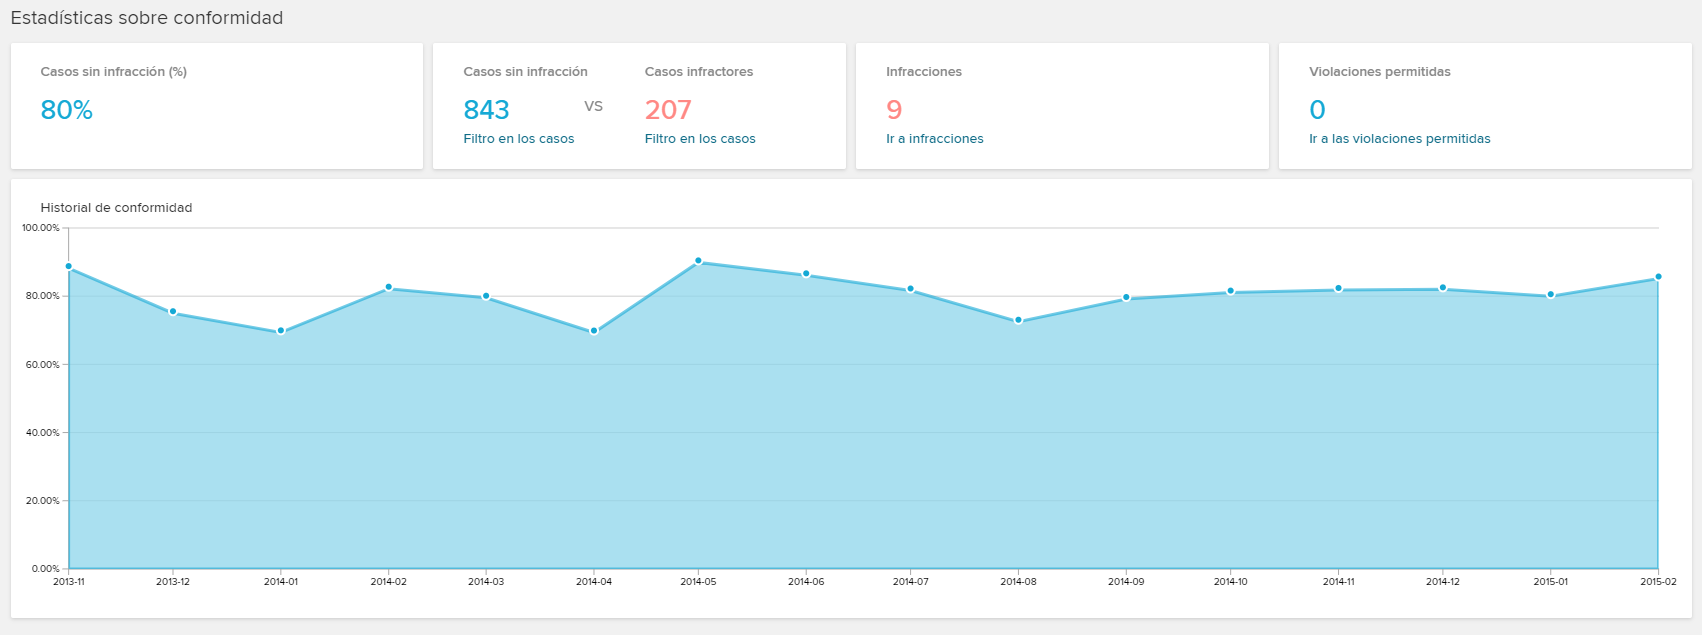 Estadísticas sobre conformidad
Casos sin infracción (%)
80%
Casos sin infracción
843
Filtro en los casos
VS
Casos infractores
207
Filtro en los casos
Infracciones
9
Ir a infracciones
Violaciones permitidas
0
Ir a las violaciones permitidas
Historial de conformidad
100.00%
80.00%
60.00%
40.00%
20.00%
0.00%
2013-11 2013-12 2014-01 2014-02 2014-03 2014-04 2014-05 2014-06 2014-07 2014-08 2014-09 2014-10 2014-11 2014-12 2015-01 2015-02